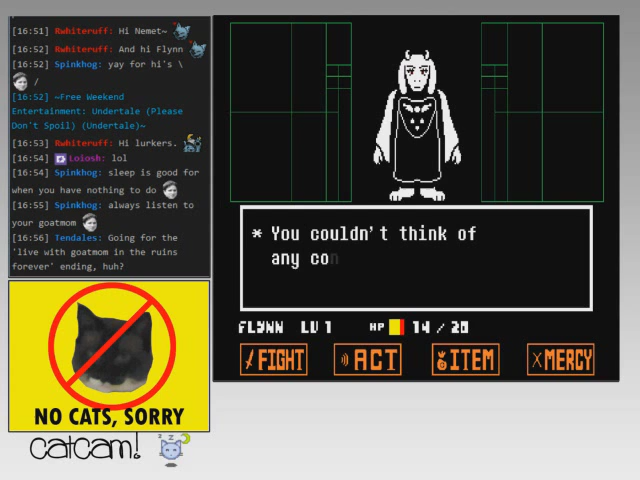 [16:51] Rwhiteruff: Hi Nemet~
[16:52] Rwhiteruff: And hi Flynn
[16:52] Spinkhog: yay for hi's \
/
[16:52] ~Free Weekend
Entertainment: Undertale (Please
Don't Spoil) (Undertale)~
[16:53] Rwhiteruff: Hi lurkers.
[16:54] Loiosh: lol
[16:54] Spinkhog: sleep is good for
when you have nothing to do
[16:55] Spinkhog: always listen to
your goatmom
[16:56] Tendales: Going for the
'live with goatmom in the ruins
forever' ending, huh?
* You couldn't think of
any con
FLYNN LV 1 HP 14 / 20
FIGHT ACT ITEM MERCY
NO CATS, SORRY
catcam! z z z